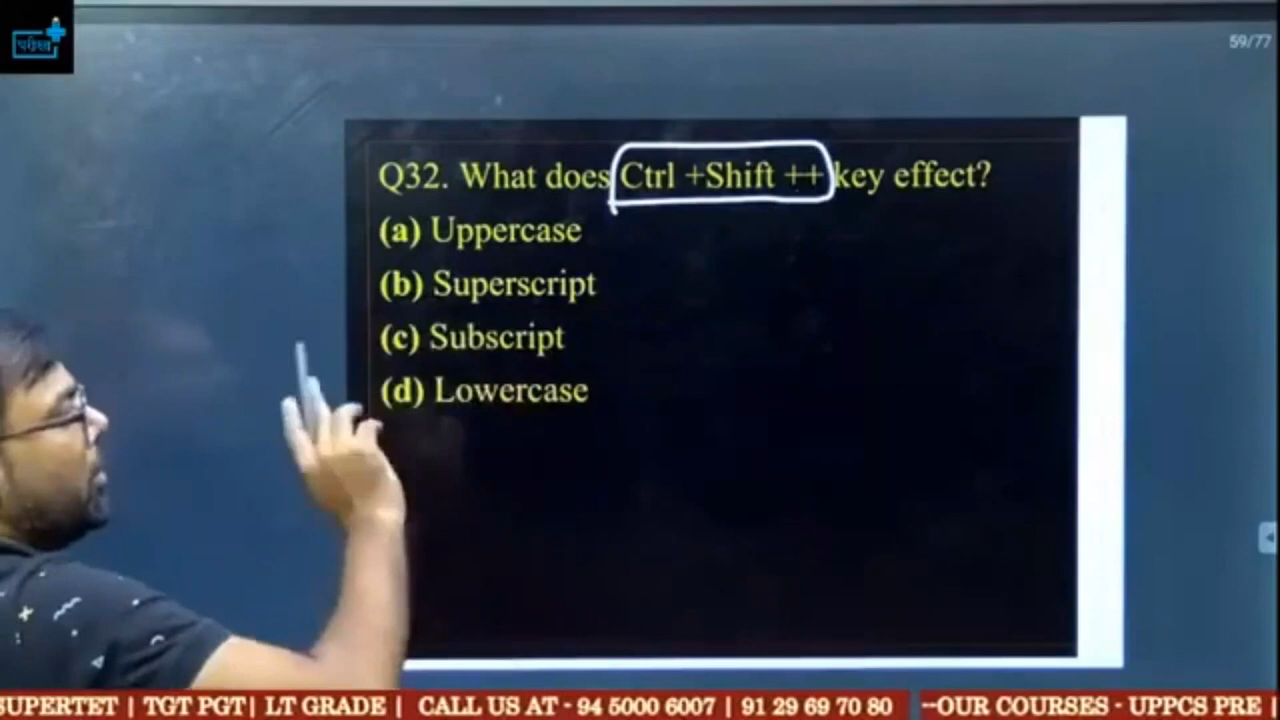 परीक्षा
59/77
Q32. What does Ctrl +Shift ++ key effect?
(a) Uppercase
(b) Superscript
(c) Subscript
(d) Lowercase
SUPERTET | TGT PGT| LT GRADE | CALL US AT - 94 5000 6007 | 91 29 69 70 80 --OUR COURSES - UPPCS PRE |